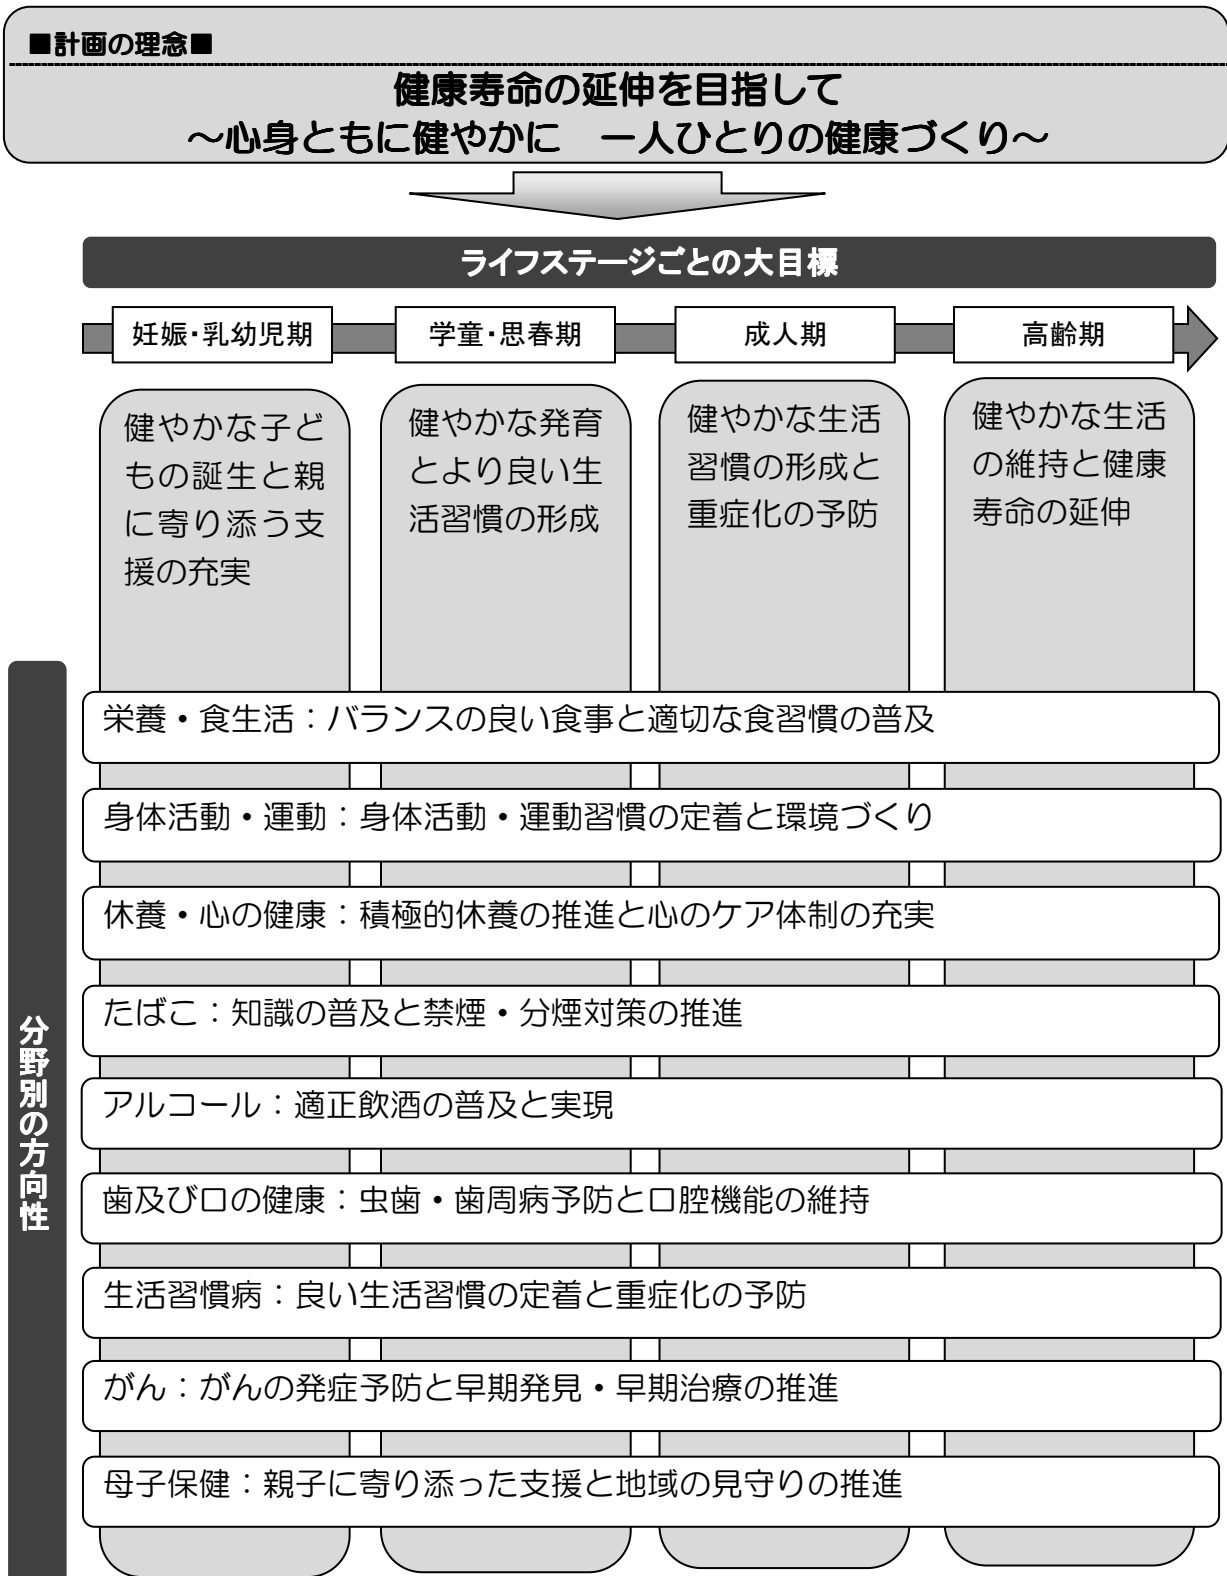 ■計画の理念■
健康寿命の延伸を目指して
～心身ともに健やかに　一人ひとりの健康づくり～
ライフステージごとの大目標
妊娠・乳幼児期
学童・思春期
成人期
高齢期
健やかな子ど
もの誕生と親
に寄り添う支
援の充実
健やかな発育
とより良い生
活習慣の形成
健やかな生活
習慣の形成と
重症化の予防
健やかな生活
の維持と健康
寿命の延伸
分野別の方向性
栄養・食生活：バランスの良い食事と適切な食習慣の普及
身体活動・運動：身体活動・運動習慣の定着と環境づくり
休養・心の健康：積極的休養の推進と心のケア体制の充実
たばこ：知識の普及と禁煙・分煙対策の推進
アルコール：適正飲酒の普及と実現
歯及び口の健康：虫歯・歯周病予防と口腔機能の維持
生活習慣病：良い生活習慣の定着と重症化の予防
がん：がんの発症予防と早期発見・早期治療の推進
母子保健：親子に寄り添った支援と地域の見守りの推進